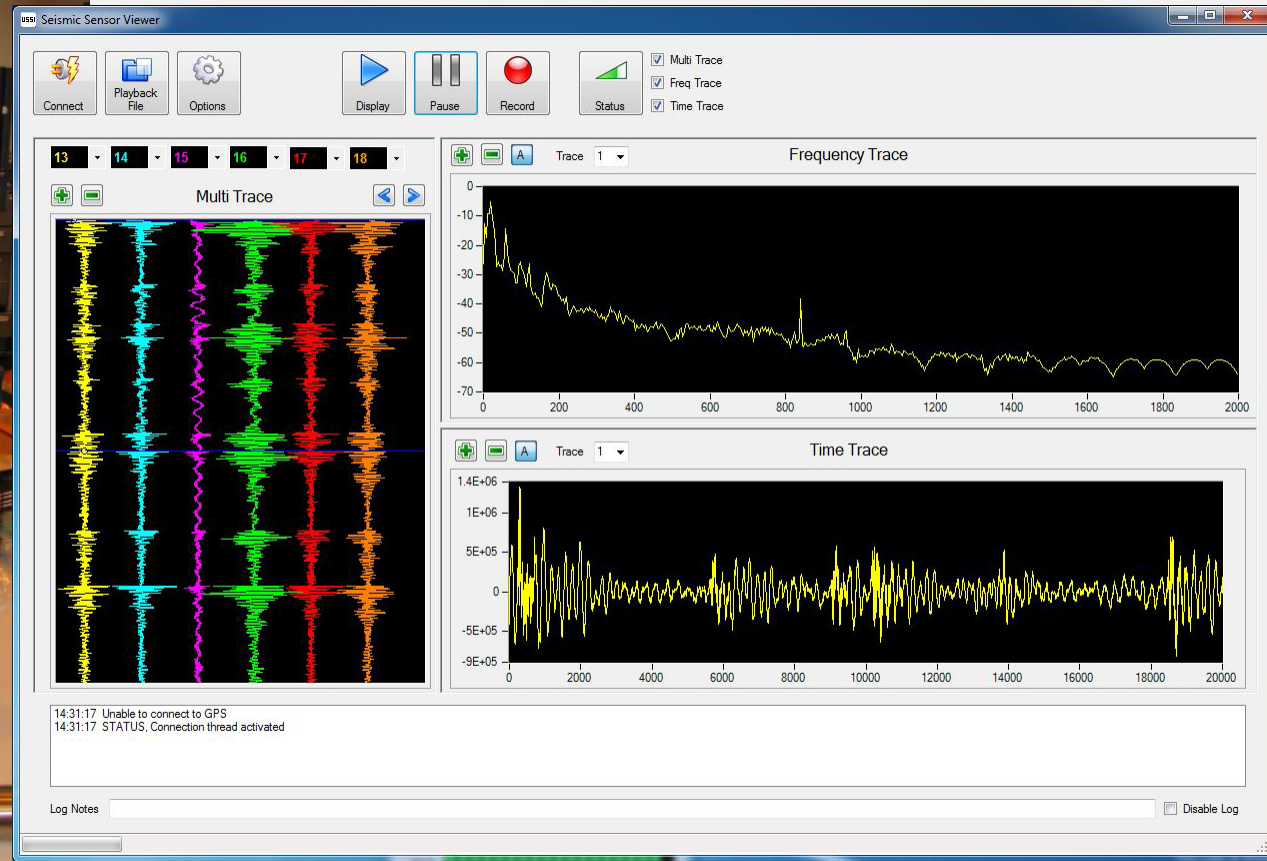 USSI Seismic Sensor Viewer
Connect
Playback
File
Options
Display
Pause
Record
Status
Multi Trace
Freq Trace
Time Trace
13 14 15 16 17 18
Multi Trace
A Trace 1 Frequency Trace
0
-10
-20
-30
-40
-50
-60
-70
0 200 400 600 800 1000 1200 1400 1600 1800 2000
A Trace 1 Time Trace
1.4E+06
1E+06
5E+05
0
-5E+05
-9E+05
0 2000 4000 6000 8000 10000 12000 14000 16000 18000 20000
14:31:17 Unable to connect to GPS
14:31:17 STATUS, Connection thread activated
Log Notes
Disable Log